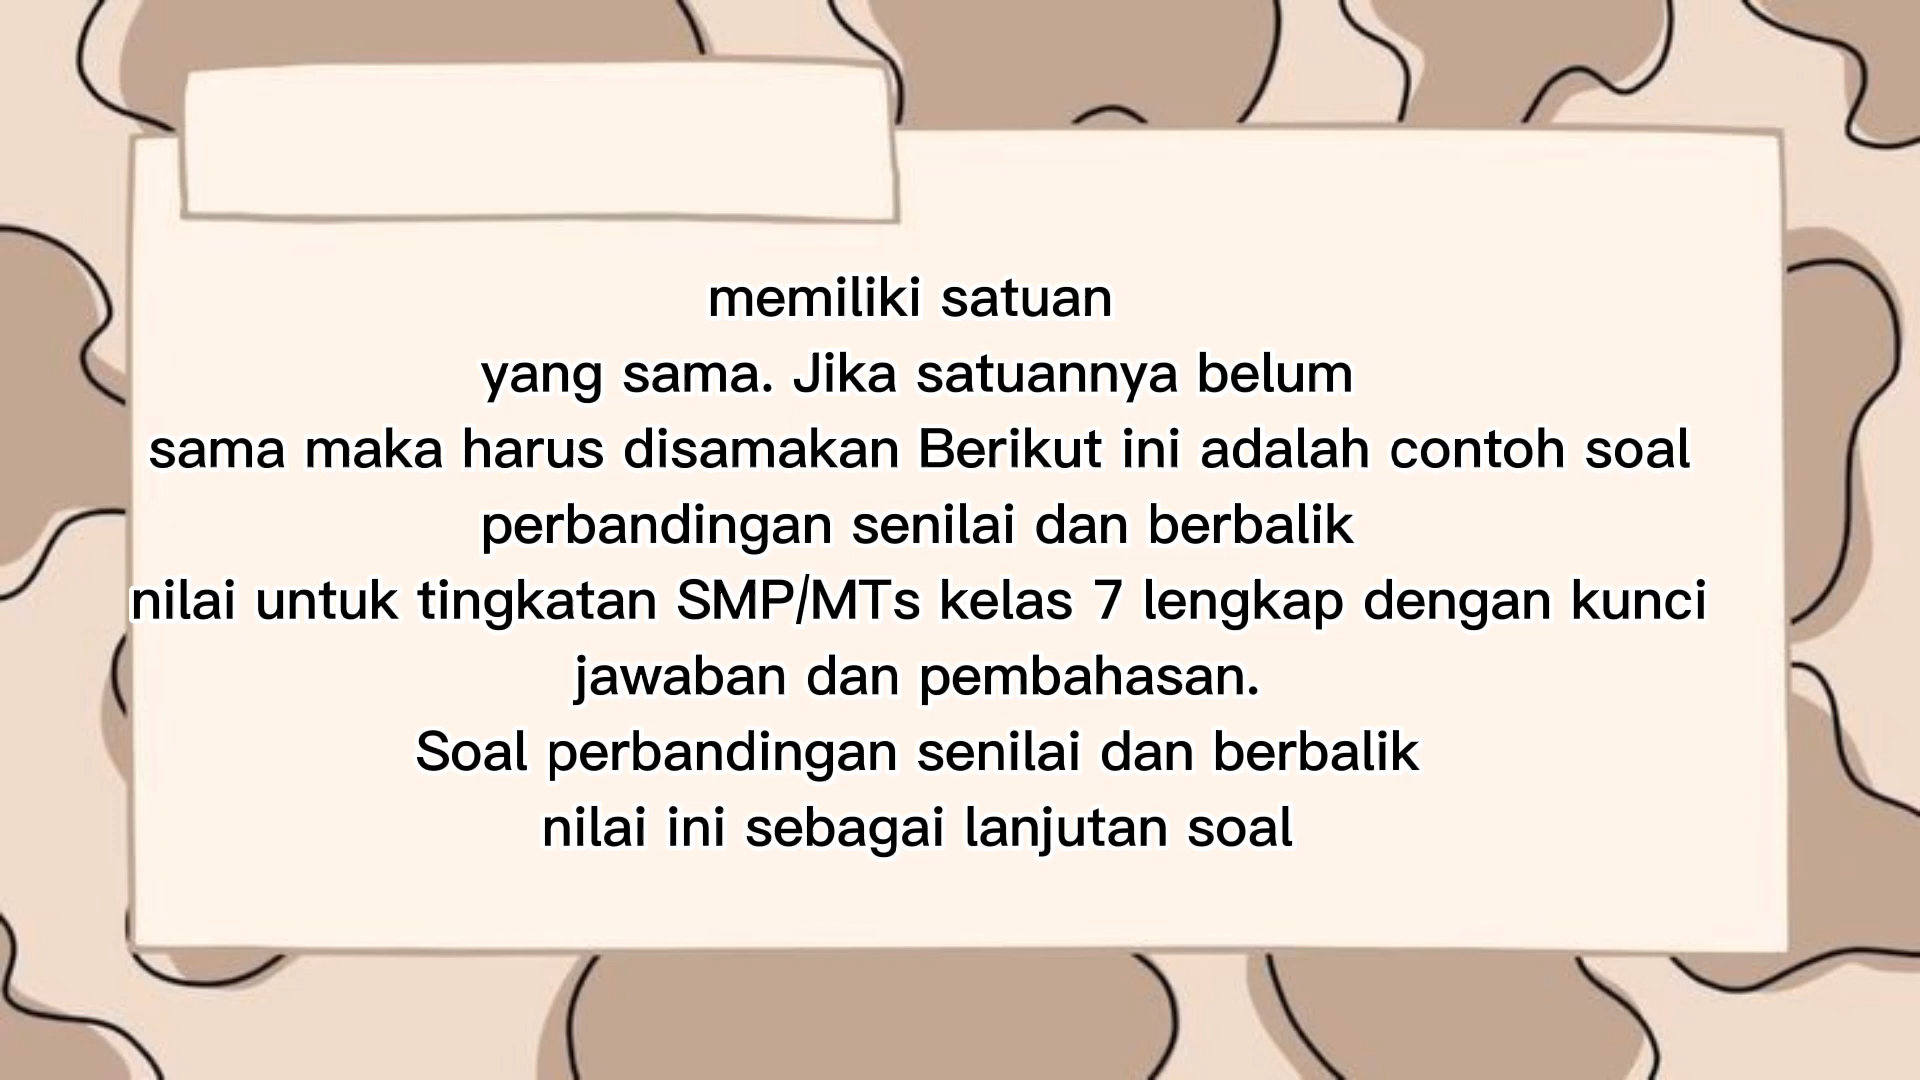 memiliki satuan
yang sama. Jika satuannya belum
sama maka harus disamakan Berikut ini adalah contoh soal
perbandingan senilai dan berbalik
nilai untuk tingkatan SMP/MTs kelas 7 lengkap dengan kunci
jawaban dan pembahasan.
Soal perbandingan senilai dan berbalik
nilai ini sebagai lanjutan soal